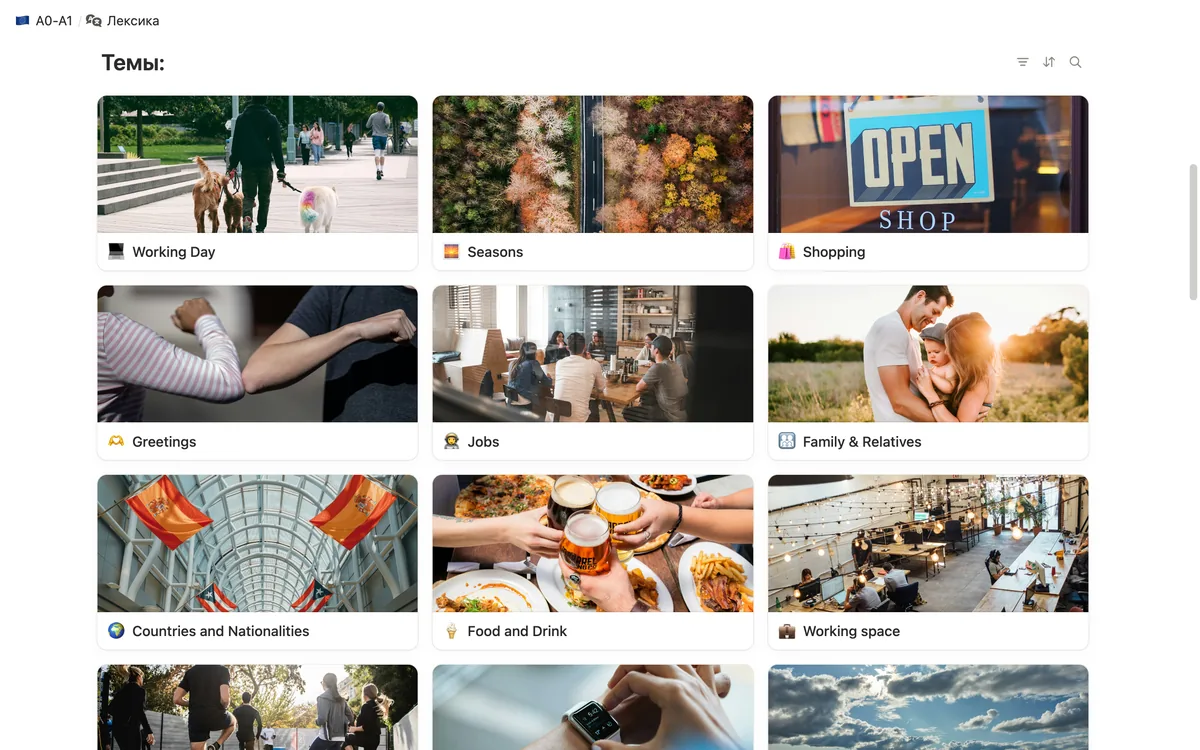 A0-A1 / Лексика
Темы:
OPEN
SHOP
Working Day
Seasons
Shopping
Greetings
Jobs
Family & Relatives
Countries and Nationalities
Food and Drink
Working space